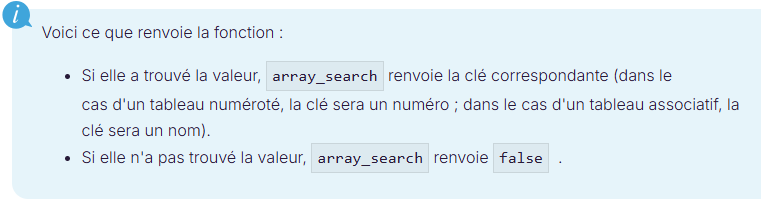 i
Voici ce que renvoie la fonction :
• Si elle a trouvé la valeur, array_search renvoie la clé correspondante (dans le
cas d'un tableau numéroté, la clé sera un numéro ; dans le cas d'un tableau associatif, la
clé sera un nom).
• Si elle n'a pas trouvé la valeur, array_search renvoie false .